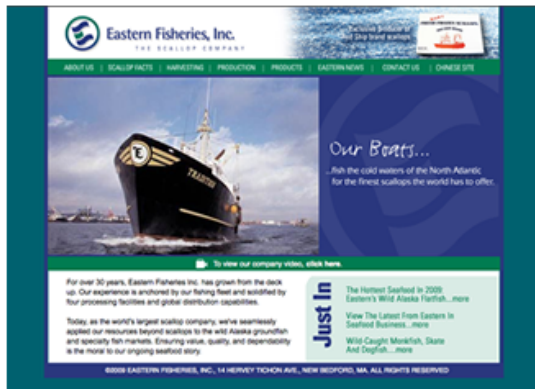 Eastern Fisheries, Inc.
THE SCALLOP COMPANY
Exclusive producer of
Red Ship brand scallops
ABOUT US | SCALLOP FACTS | HARVESTING | PRODUCTION | PRODUCTS | EASTERN NEWS | CONTACT US | CHINESE SITE
TRADITION
Our Boats...
...fish the cold waters of the North Atlantic
for the finest scallops the world has to offer.
To view our company video, click here.
For over 30 years, Eastern Fisheries Inc. has grown from the deck
up. Our experience is anchored by our fishing fleet and solidified by
four processing facilities and global distribution capabilities.
Today, as the world's largest scallop company, we've seamlessly
applied our resources beyond scallops to the wild Alaska groundfish
and specialty fish markets. Ensuring value, quality, and dependability
is the moral to our ongoing seafood story.
Just In
The Hottest Seafood In 2009:
Eastern's Wild Alaska Flatfish...more
View The Latest From Eastern In
Seafood Business...more
Wild-Caught Monkfish, Skate
And Dogfish...more
©2009 EASTERN FISHERIES, INC., 14 HERVEY TICHON AVE., NEW BEDFORD, MA. ALL RIGHTS RESERVED